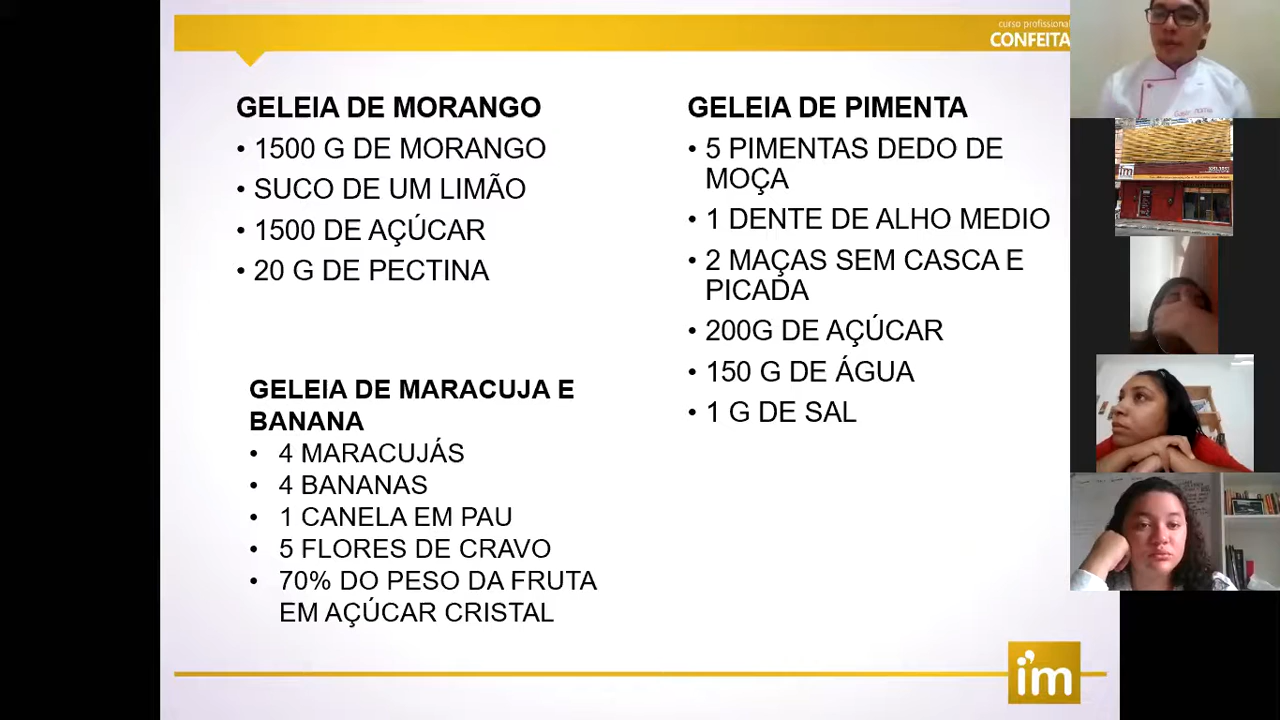 curso profissional
CONFEITA
GELEIA DE MORANGO
• 1500 G DE MORANGO
• SUCO DE UM LIMÃO
• 1500 DE AÇÚCAR
• 20 G DE PECTINA
GELEIA DE MARACUJA E
BANANA
• 4 MARACUJÁS
• 4 BANANAS
• 1 CANELA EM PAU
• 5 FLORES DE CRAVO
• 70% DO PESO DA FRUTA
EM AÇÚCAR CRISTAL
GELEIA DE PIMENTA
• 5 PIMENTAS DEDO DE
MOÇA
• 1 DENTE DE ALHO MEDIO
• 2 MAÇAS SEM CASCA E
PICADA
• 200G DE AÇÚCAR
• 150 G DE ÁGUA
• 1 G DE SAL
i'm
i'm